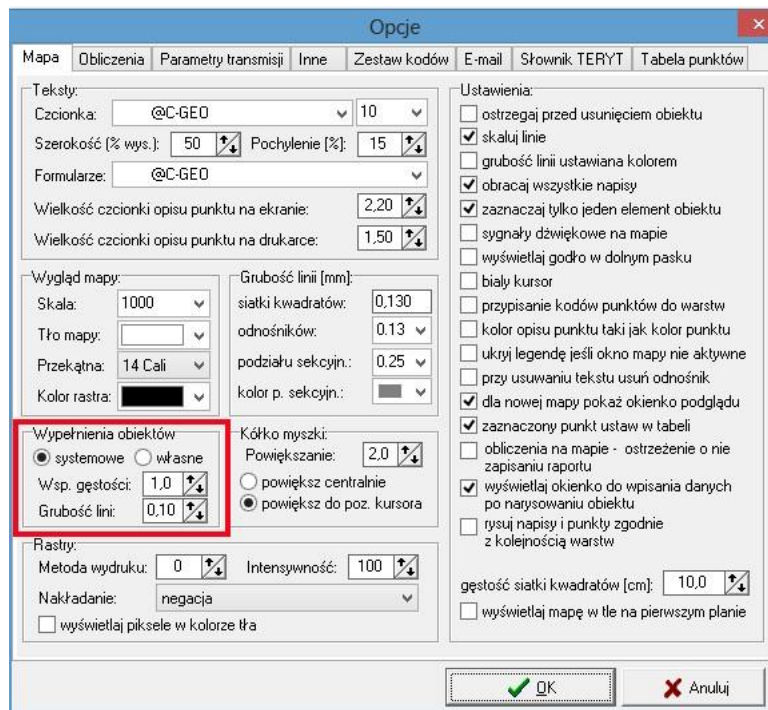 Opcje
Mapa Obliczenia Parametry transmisji Inne Zestaw kodów E-mail Słownik TERYT Tabela punktów
Teksty:
Czcionka: @C-GEO 10
Szerokość (% wys.): 50 Pochylenie [%]: 15
Formularze: @C-GEO
Wielkość czcionki opisu punktu na ekranie: 2,20
Wielkość czcionki opisu punktu na drukarce: 1,50
Wygląd mapy:
Skala: 1000
Tło mapy:
Przekątna: 14 Cali
Kolor rastra:
Grubość linii [mm]:
siatki kwadratów: 0,130
odnośników: 0.13
podziału sekcyjn.: 0.25
kolor p. sekcyjn.:
Wypełnienia obiektów
systemowe własne
Wsp. gęstości: 1,0
Grubość lini: 0,10
Kółko myszki:
Powiększanie: 2,0
powiększ centralnie
powiększ do poz. kursora
Rastry:
Metoda wydruku: 0 Intensywność: 100
Nakładanie: negacja
wyświetlaj piksele w kolorze tła
Ustawienia:
ostrzegaj przed usunięciem obiektu
skaluj linie
grubość linii ustawiana kolorem
obracaj wszystkie napisy
zaznaczaj tylko jeden element obiektu
sygnały dźwiękowe na mapie
wyświetlaj godło w dolnym pasku
biały kursor
przypisanie kodów punktów do warstw
kolor opisu punktu taki jak kolor punktu
ukryj legendę jeśli okno mapy nie aktywne
przy usuwaniu tekstu usuń odnośnik
dla nowej mapy pokaż okienko podglądu
zaznaczony punkt ustaw w tabeli
obliczenia na mapie - ostrzeżenie o nie
zapisaniu raportu
wyświetlaj okienko do wpisania danych
po narysowaniu obiektu
rysuj napisy i punkty zgodnie
z kolejnością warstw
gęstość siatki kwadratów [cm]: 10,0
wyświetlaj mapę w tle na pierwszym planie
OK Anuluj